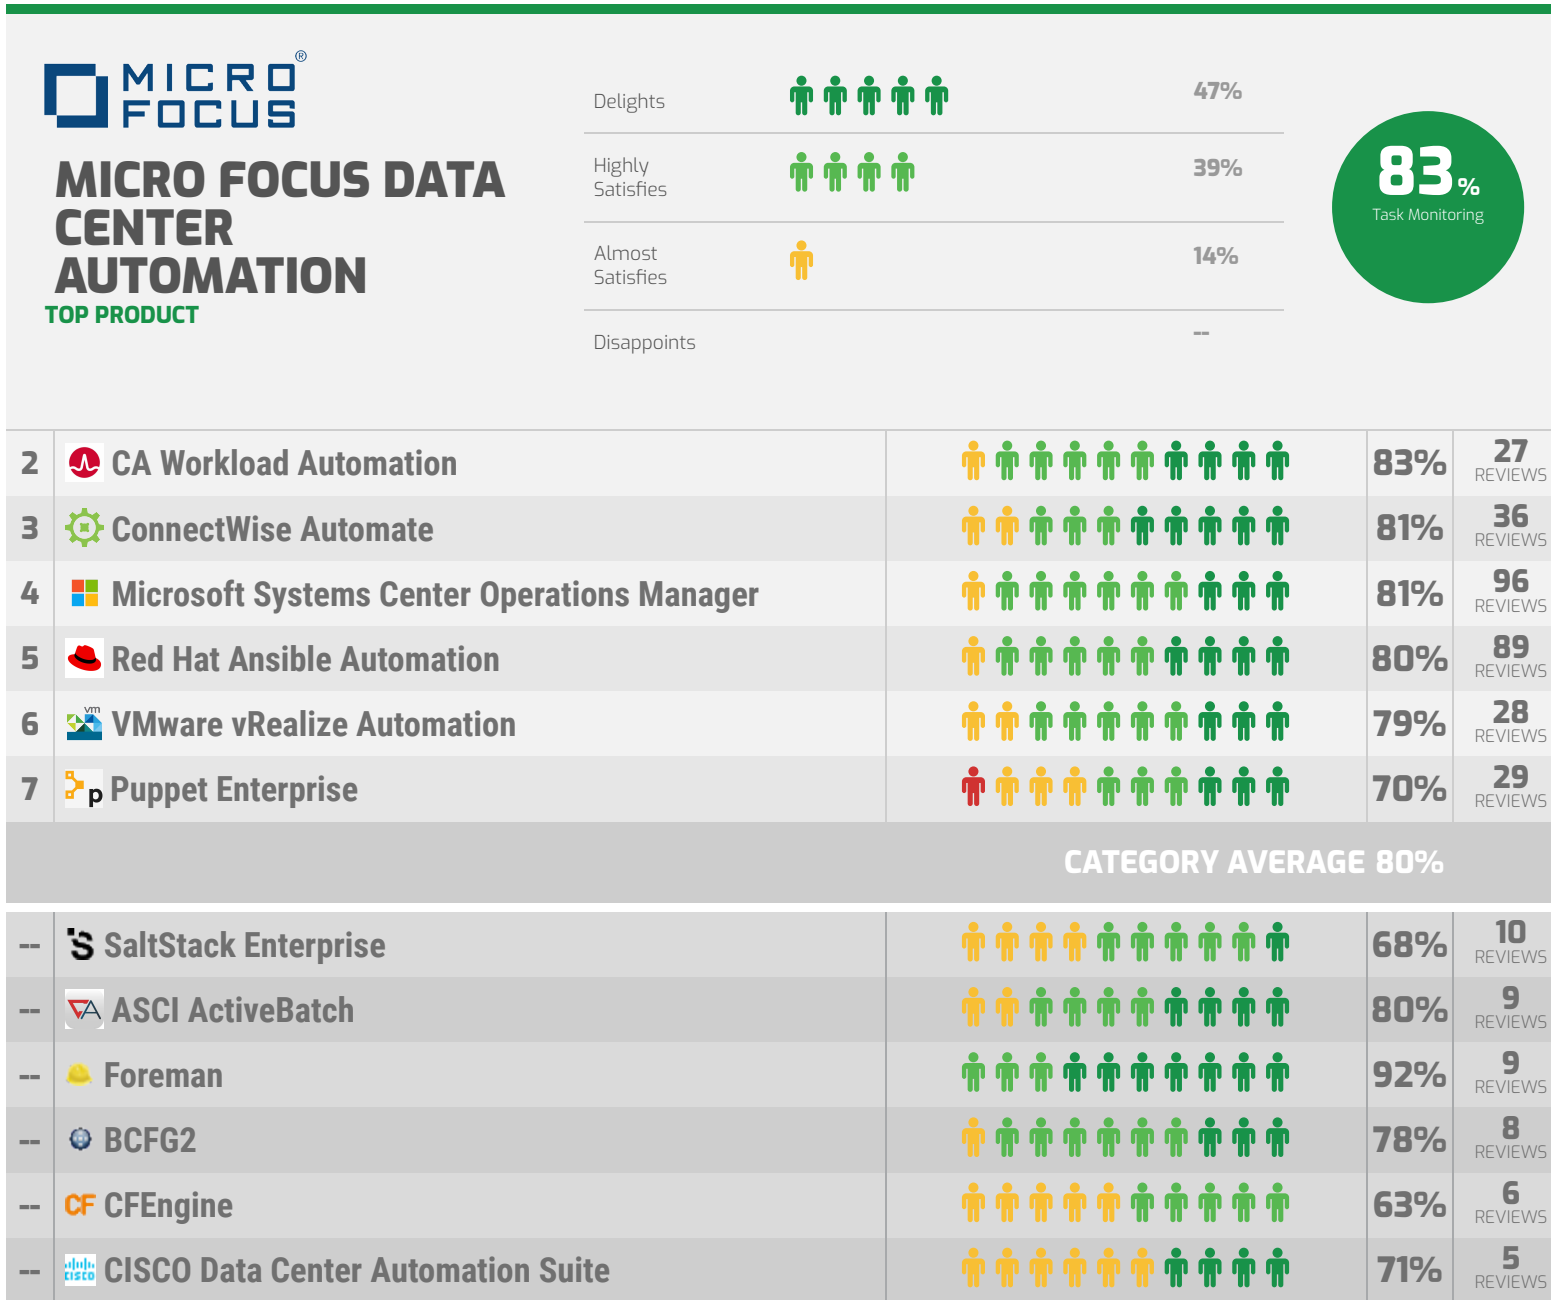 MICRO®
FOCUS
MICRO FOCUS DATA
CENTER
AUTOMATION
TOP PRODUCT
Delights 47%
Highly
Satisfies 39%
Almost
Satisfies 14%
Disappoints --
83%
Task Monitoring
2 CA Workload Automation 83% 27
REVIEWS
3 ConnectWise Automate 81% 36
REVIEWS
4 Microsoft Systems Center Operations Manager 81% 96
REVIEWS
5 Red Hat Ansible Automation 80% 89
REVIEWS
6 vm VMware vRealize Automation 79% 28
REVIEWS
7 p Puppet Enterprise 70% 29
REVIEWS
CATEGORY AVERAGE 80%
-- S SaltStack Enterprise 68% 10
REVIEWS
-- ASCI ActiveBatch 80% 9
REVIEWS
-- Foreman 92% 9
REVIEWS
-- BCFG2 78% 8
REVIEWS
-- CF CFEngine 63% 6
REVIEWS
-- CISCO CISCO Data Center Automation Suite 71% 5
REVIEWS